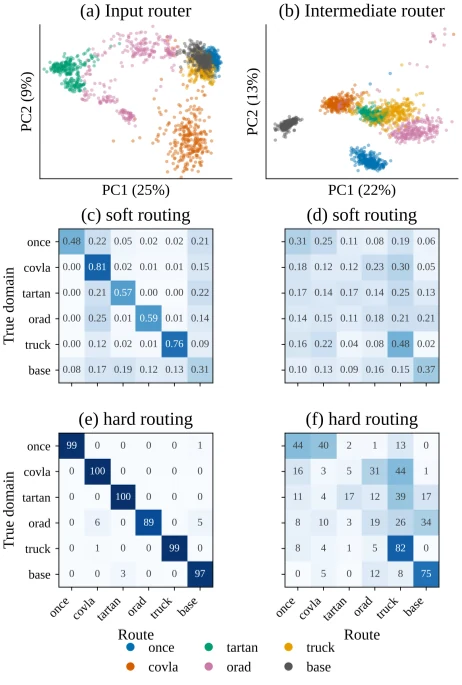 (a) Input router
(b) Intermediate router
PC2 (9%)
PC1 (25%)
PC2 (13%)
PC1 (22%)
(c) soft routing
(d) soft routing
True domain
once 0.48 0.22 0.05 0.02 0.02 0.21
covla 0.00 0.81 0.02 0.01 0.01 0.15
tartan 0.00 0.21 0.57 0.00 0.00 0.22
orad 0.00 0.25 0.01 0.59 0.01 0.14
truck 0.00 0.12 0.02 0.01 0.76 0.09
base 0.08 0.17 0.19 0.12 0.13 0.31
0.31 0.25 0.11 0.08 0.19 0.06
0.18 0.12 0.12 0.23 0.30 0.05
0.17 0.14 0.17 0.14 0.25 0.13
0.14 0.15 0.11 0.18 0.21 0.21
0.16 0.22 0.04 0.08 0.48 0.02
0.10 0.13 0.09 0.16 0.15 0.37
(e) hard routing
(f) hard routing
True domain
once 99 0 0 0 0 1
covla 0 100 0 0 0 0
tartan 0 0 100 0 0 0
orad 0 6 0 89 0 5
truck 0 1 0 0 99 0
base 0 0 3 0 0 97
44 40 2 1 13 0
16 3 5 31 44 1
11 4 17 12 39 17
8 10 3 19 26 34
8 4 1 5 82 0
0 5 0 12 8 75
once covla tartan orad truck base
once covla tartan orad truck base
Route
Route
once tartan truck
covla orad base